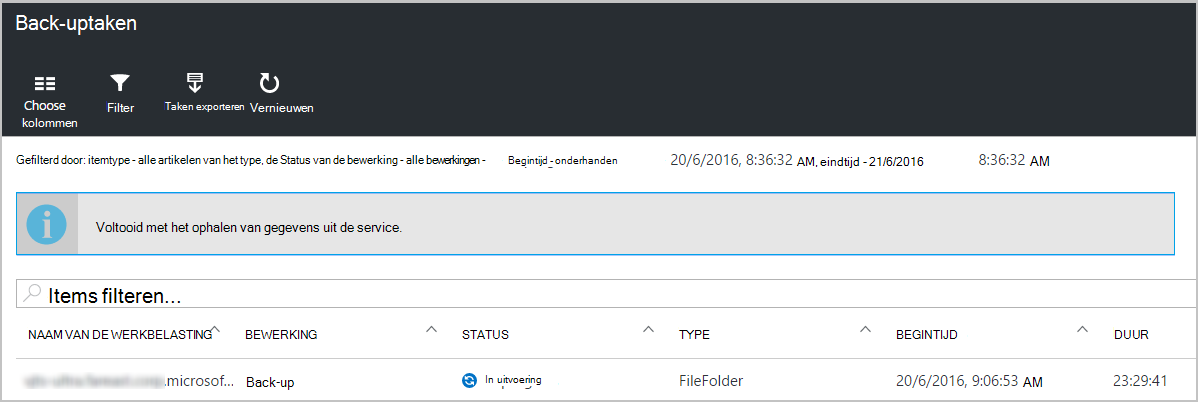 Back-uptaken
Choose kolommen
Filter
Taken exporteren
Vernieuwen
Gefilterd door: itemtype - alle artikelen van het type, de Status van de bewerking - alle bewerkingen - Begintijd - onderhanden 20/6/2016, 8:36:32 AM, eindtijd - 21/6/2016 8:36:32 AM
Voltooid met het ophalen van gegevens uit de service.
Items filteren...
NAAM VAN DE WERKBELASTING BEWERKING STATUS TYPE BEGINTIJD DUUR
.microsof... Back-up In uitvoering FileFolder 20/6/2016, 9:06:53 AM 23:29:41